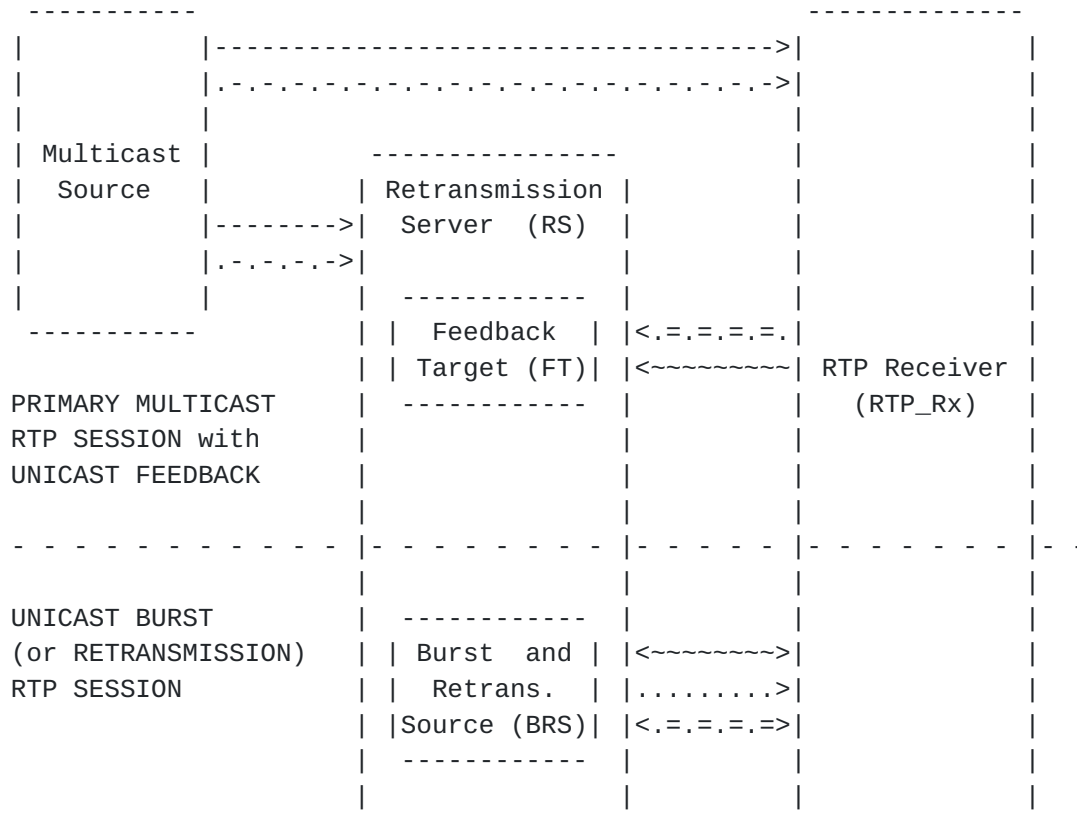 Multicast
Source
Retransmission
Server (RS)
Feedback
Target (FT)
RTP Receiver
(RTP_Rx)
PRIMARY MULTICAST
RTP SESSION with
UNICAST FEEDBACK
UNICAST BURST
(or RETRANSMISSION)
RTP SESSION
Burst and
Retrans.
Source (BRS)